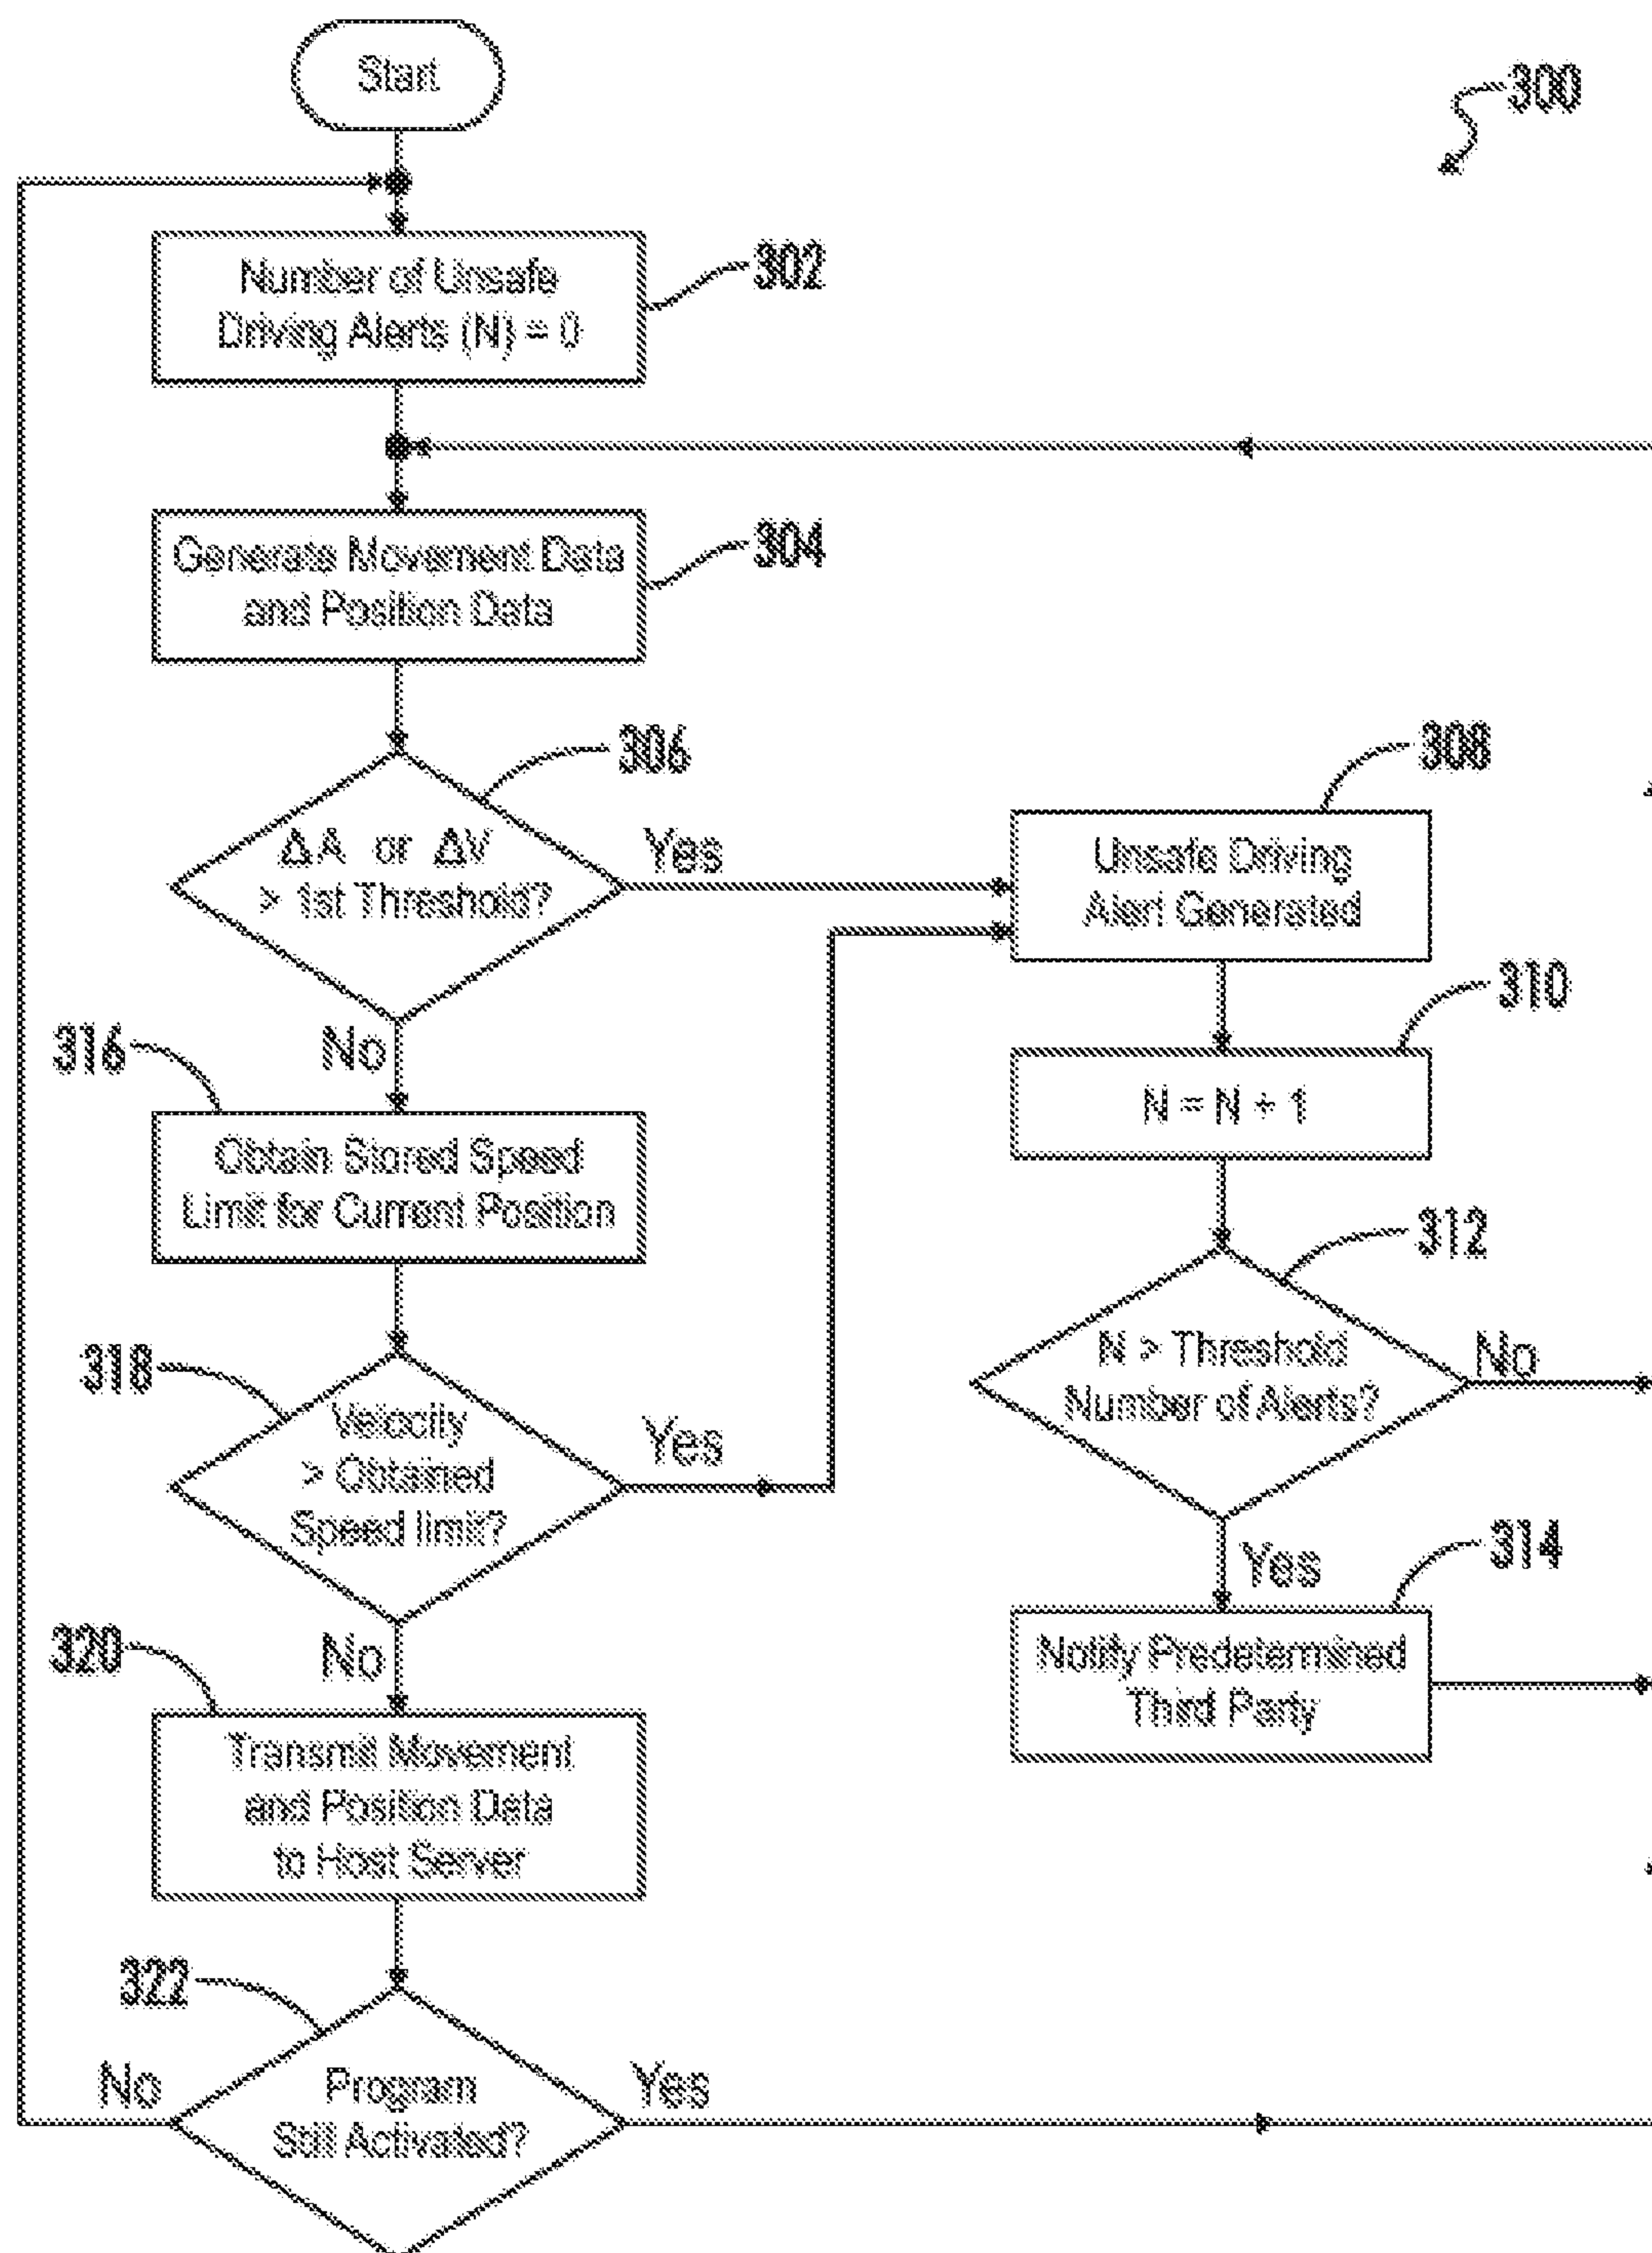 Start
300
Number of Unsafe
Driving Alerts (N) = 0
302
Generate Movement Data
and Position Data
304
306
ΔA or ΔV
> 1st Threshold?
Yes
No
308
Unsafe Driving
Alert Generated
310
N = N + 1
316
Obtain Stored Speed
Limit for Current Position
312
N > Threshold
Number of Alerts?
No
Yes
318
Velocity
> Obtained
Speed limit?
Yes
No
314
Notify Predetermined
Third Party
320
Transmit Movement
and Position Data
to Host Server
322
Program
Still Activated?
No
Yes